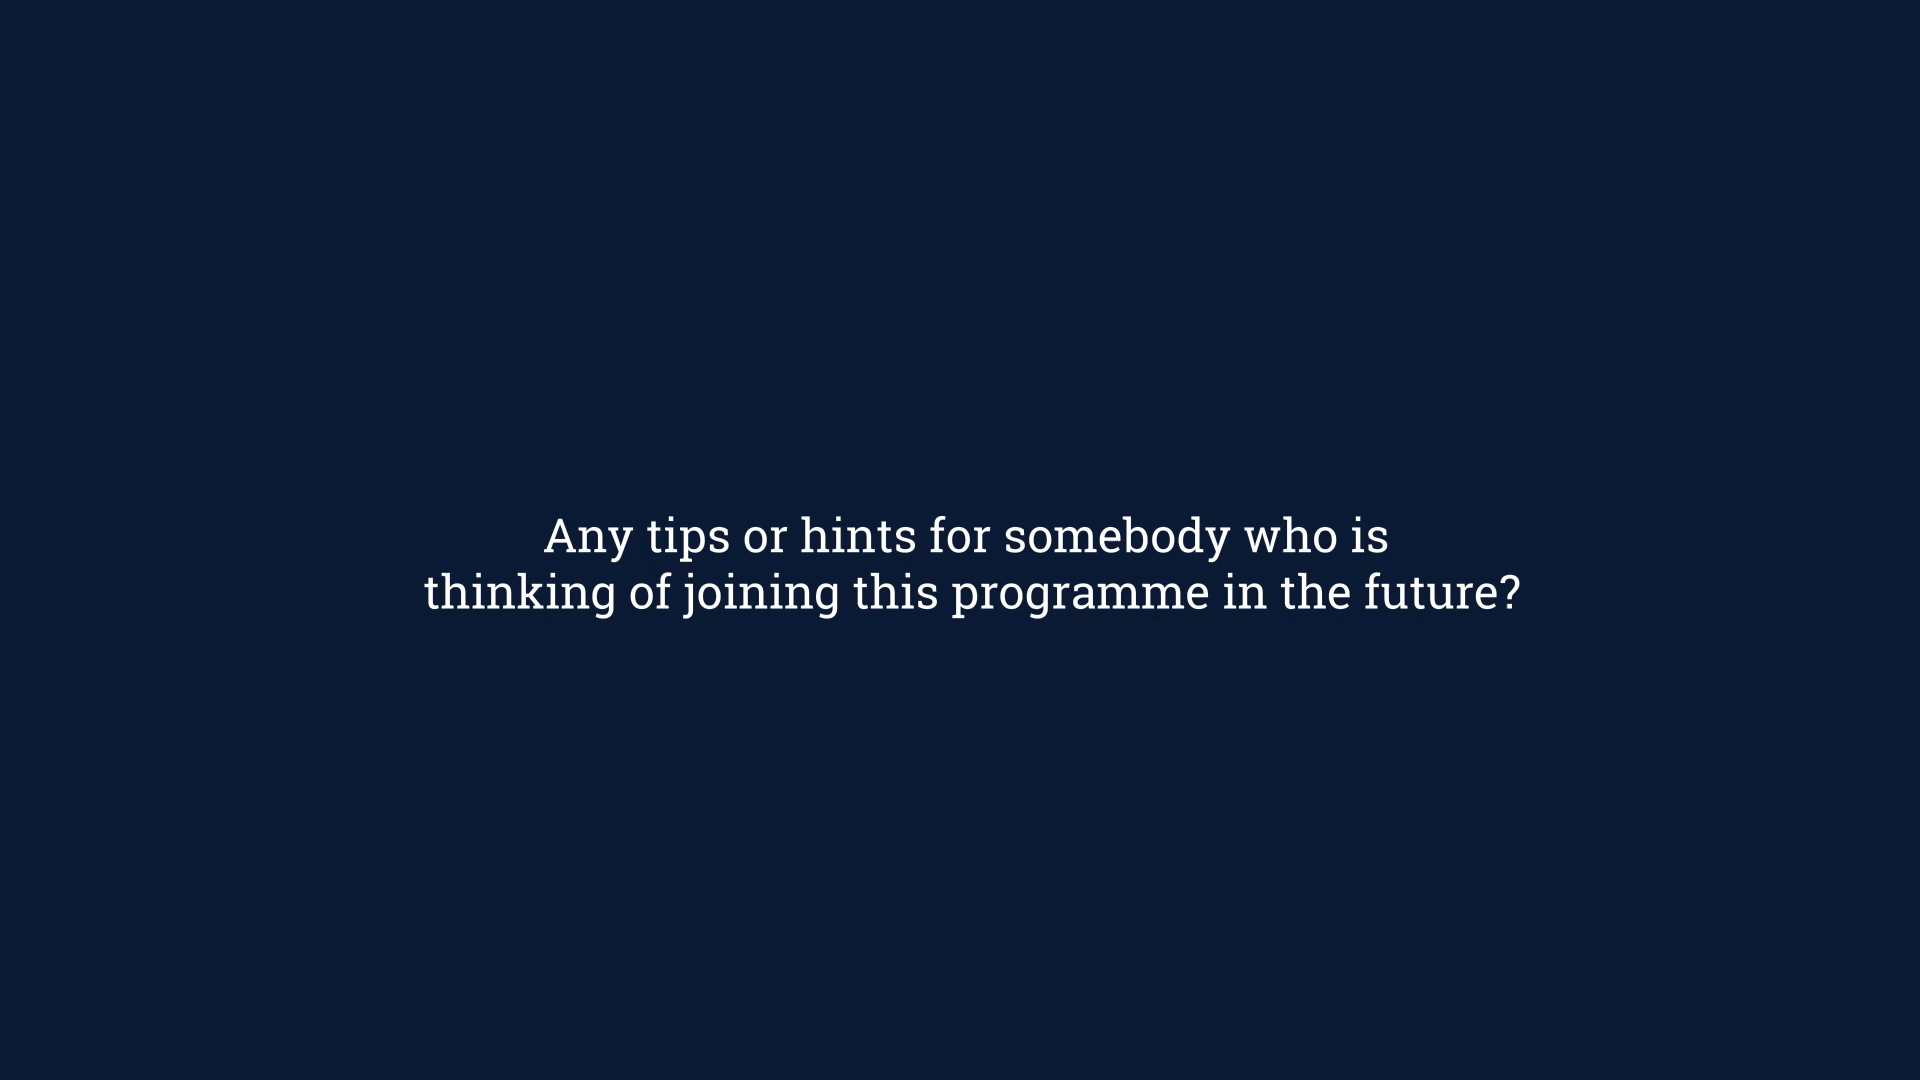 Any tips or hints for somebody who is
thinking of joining this programme in the future?